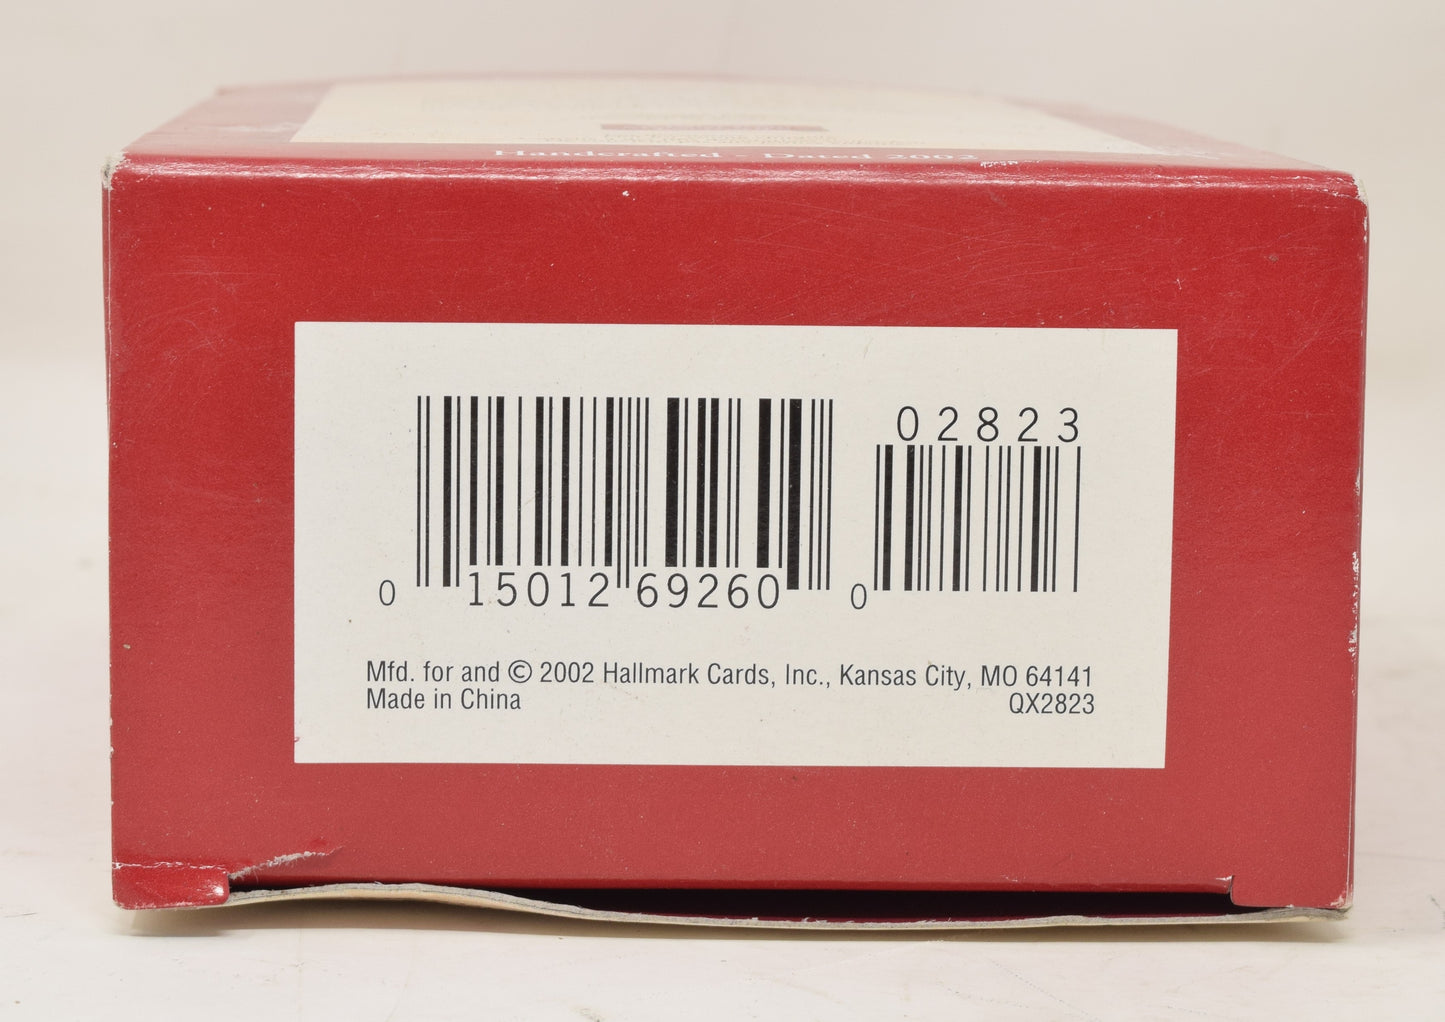 Handcrafted - Dated 2002
02823
0 15012 69260 0
Mfd. for and © 2002 Hallmark Cards, Inc., Kansas City, MO 64141
Made in China
QX2823